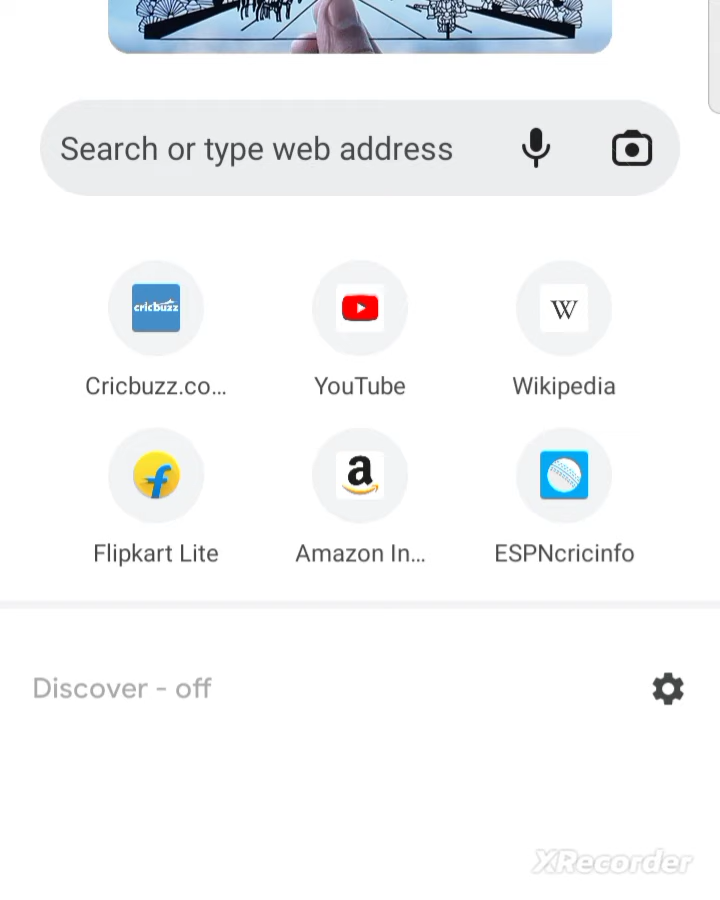 Search or type web address
cricbuzz
W
Cricbuzz.co...
YouTube
Wikipedia
f
a
Flipkart Lite
Amazon In...
ESPNcricinfo
Discover - off
XRecorder